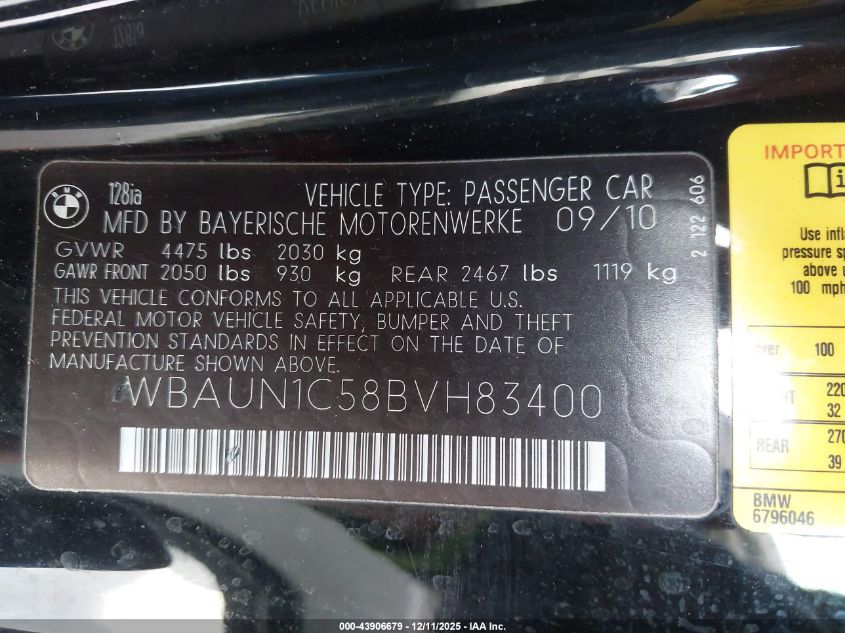 BMW
128ia
VEHICLE TYPE: PASSENGER CAR
MFD BY BAYERISCHE MOTORENWERKE 09/10
GVWR 4475 lbs 2030 kg
GAWR FRONT 2050 lbs 930 kg REAR 2467 lbs 1119 kg
THIS VEHICLE CONFORMS TO ALL APPLICABLE U.S.
FEDERAL MOTOR VEHICLE SAFETY, BUMPER AND THEFT
PREVENTION STANDARDS IN EFFECT ON THE DATE OF
MANUFACTURE SHOWN ABOVE.
WBAUN1C58BVH83400
2 122 606
IMPORT
Use infl
pressure sp
above
100 mph
100
220
32
REAR
270
39
BMW
6796046
000-43906679 - 12/11/2025 - IAA Inc.